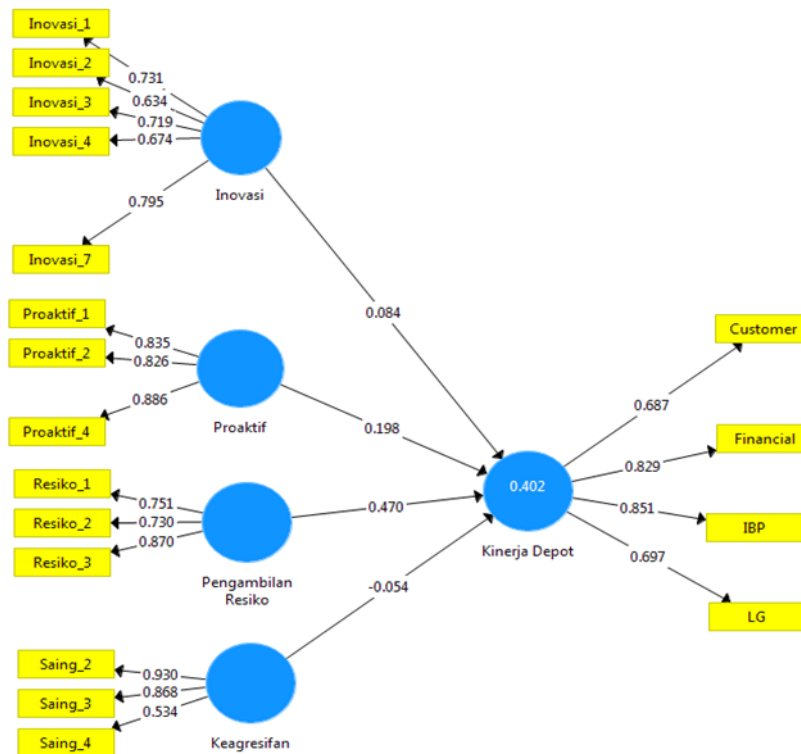 Inovasi_1
Inovasi_2
Inovasi_3
Inovasi_4
Inovasi_7
0.731
0.634
0.719
0.674
0.795
Inovasi
0.084
Proaktif_1
Proaktif_2
Proaktif_4
0.835
0.826
0.886
Proaktif
0.198
Resiko_1
Resiko_2
Resiko_3
0.751
0.730
0.870
Pengambilan
Resiko
0.470
Saing_2
Saing_3
Saing_4
0.930
0.868
0.534
Keagresifan
-0.054
0.402
Kinerja Depot
0.687
0.829
0.851
0.697
Customer
Financial
IBP
LG